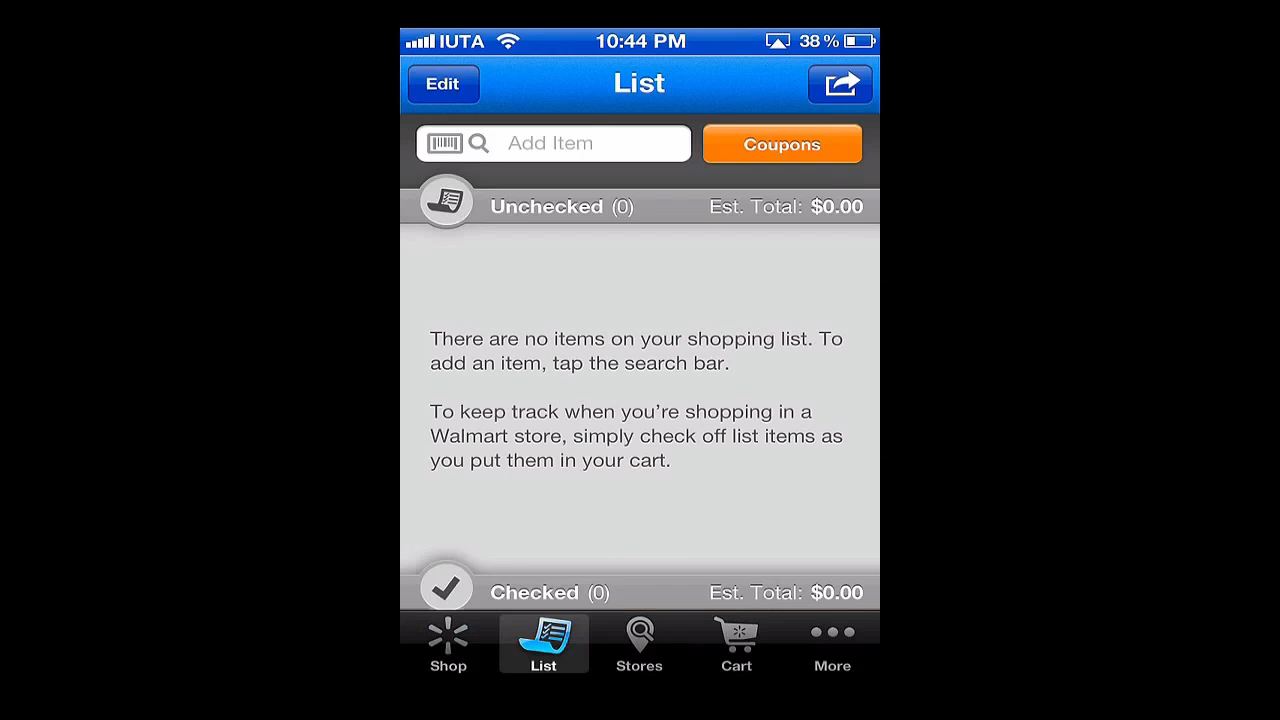 IUTA 10:44 PM 38%
Edit List
Add Item Coupons
Unchecked (0) Est. Total: $0.00
There are no items on your shopping list. To
add an item, tap the search bar.
To keep track when you’re shopping in a
Walmart store, simply check off list items as
you put them in your cart.
Checked (0) Est. Total: $0.00
Shop List Stores Cart More